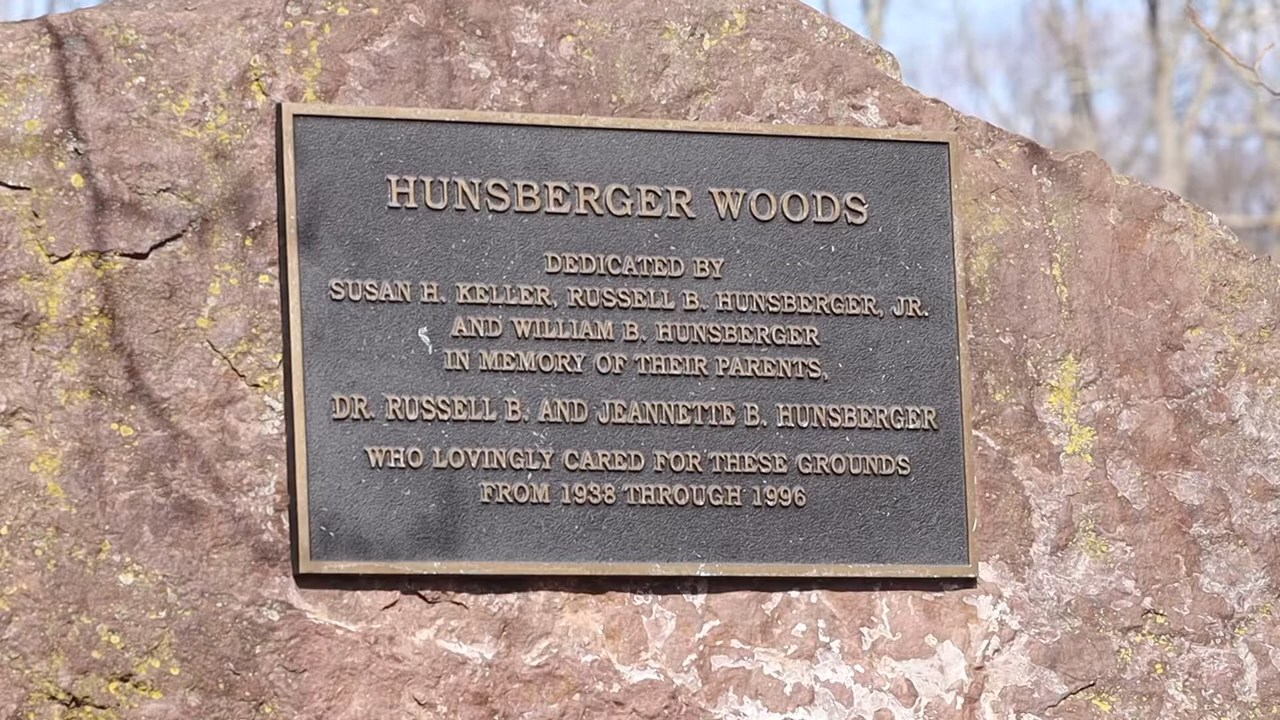 HUNSBERGER WOODS
DEDICATED BY
SUSAN H. KELLER, RUSSELL B. HUNSBERGER, JR.
AND WILLIAM B. HUNSBERGER
IN MEMORY OF THEIR PARENTS,
DR. RUSSELL B. AND JEANNETTE B. HUNSBERGER
WHO LOVINGLY CARED FOR THESE GROUNDS
FROM 1938 THROUGH 1996